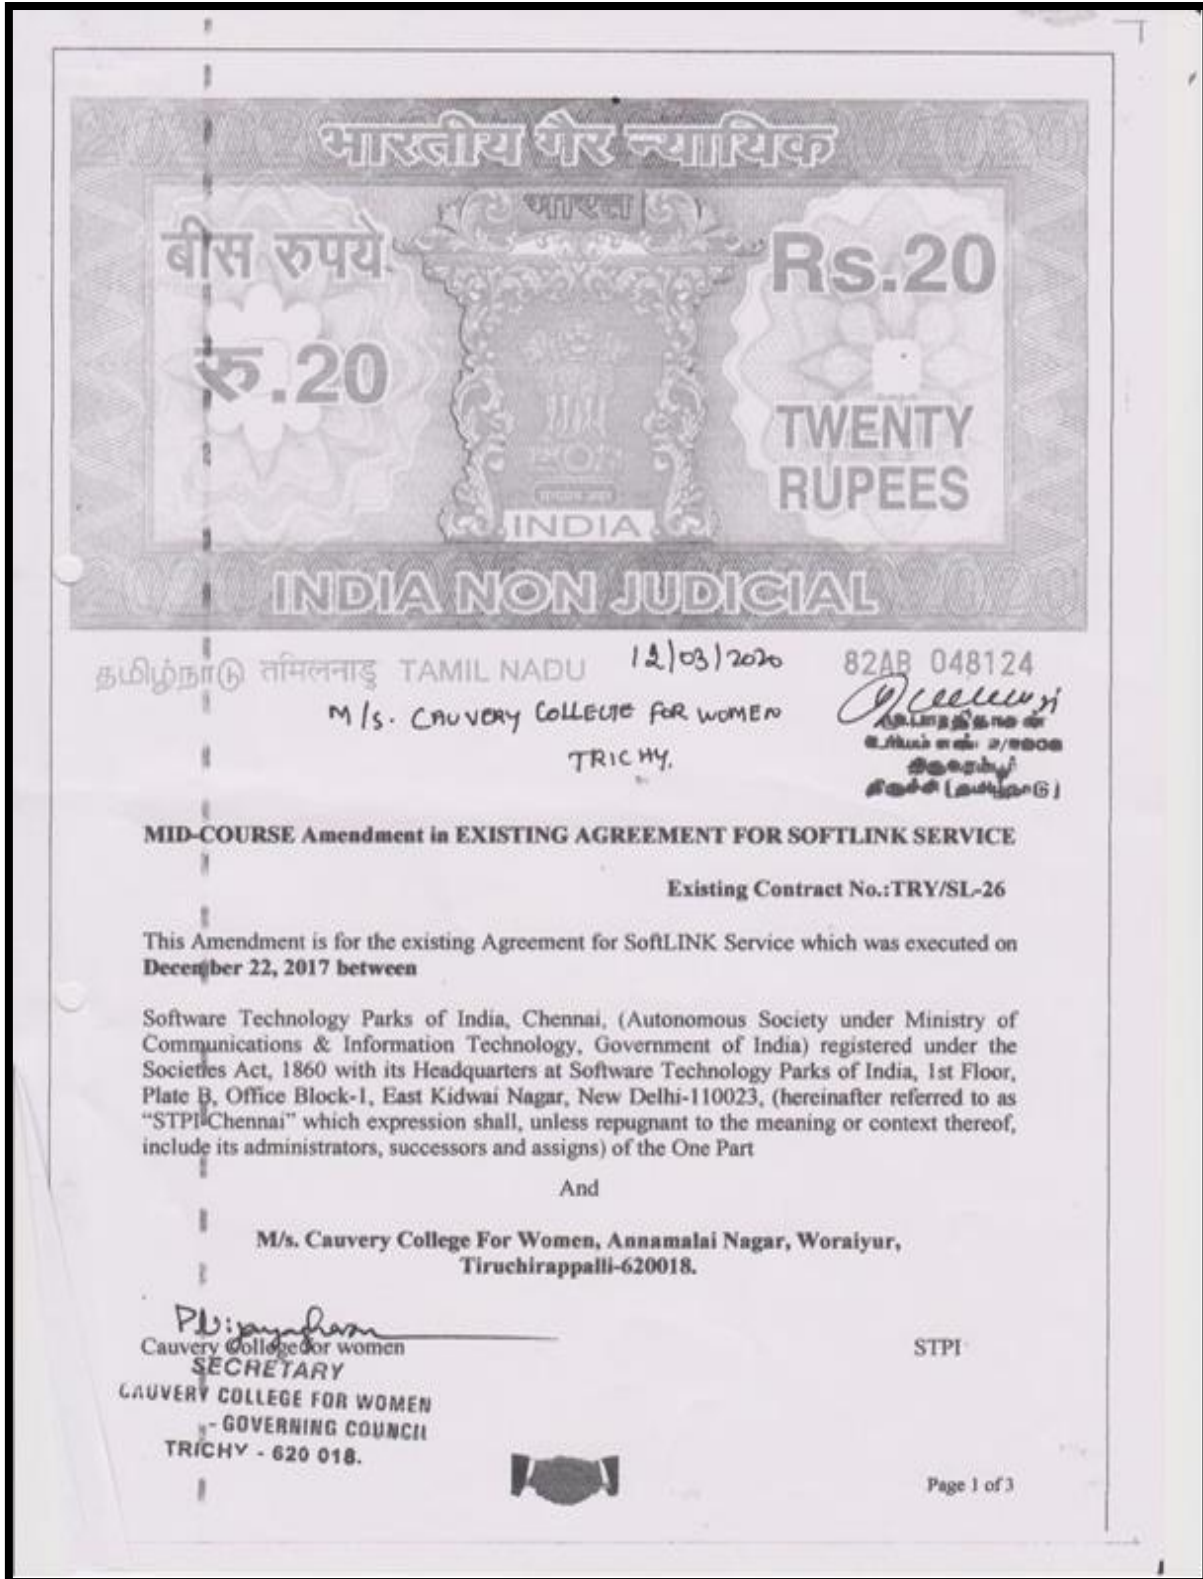 भारतीय गैर न्यायिक
भारत
बीस रुपये
Rs.20
रु.20
TWENTY
RUPEES
INDIA
INDIA NON JUDICIAL
தமிழ்நாடு तमिलनाडु TAMIL NADU 12/03/2020 82AB 048124
M/s. CAUVERY COLLEGE FOR WOMEN
TRICHY.
MID-COURSE Amendment in EXISTING AGREEMENT FOR SOFTLINK SERVICE
Existing Contract No.:TRY/SL-26
This Amendment is for the existing Agreement for SoftLINK Service which was executed on
December 22, 2017 between
Software Technology Parks of India, Chennai, (Autonomous Society under Ministry of
Communications & Information Technology, Government of India) registered under the
Societies Act, 1860 with its Headquarters at Software Technology Parks of India, 1st Floor,
Plate B, Office Block-1, East Kidwai Nagar, New Delhi-110023, (hereinafter referred to as
“STPI-Chennai” which expression shall, unless repugnant to the meaning or context thereof,
include its administrators, successors and assigns) of the One Part
And
M/s. Cauvery College For Women, Annamalai Nagar, Woraiyur,
Tiruchirappalli-620018.
Cauvery College for women STPI
SECRETARY
CAUVERY COLLEGE FOR WOMEN
- GOVERNING COUNCIL
TRICHY - 620 018.
Page 1 of 3